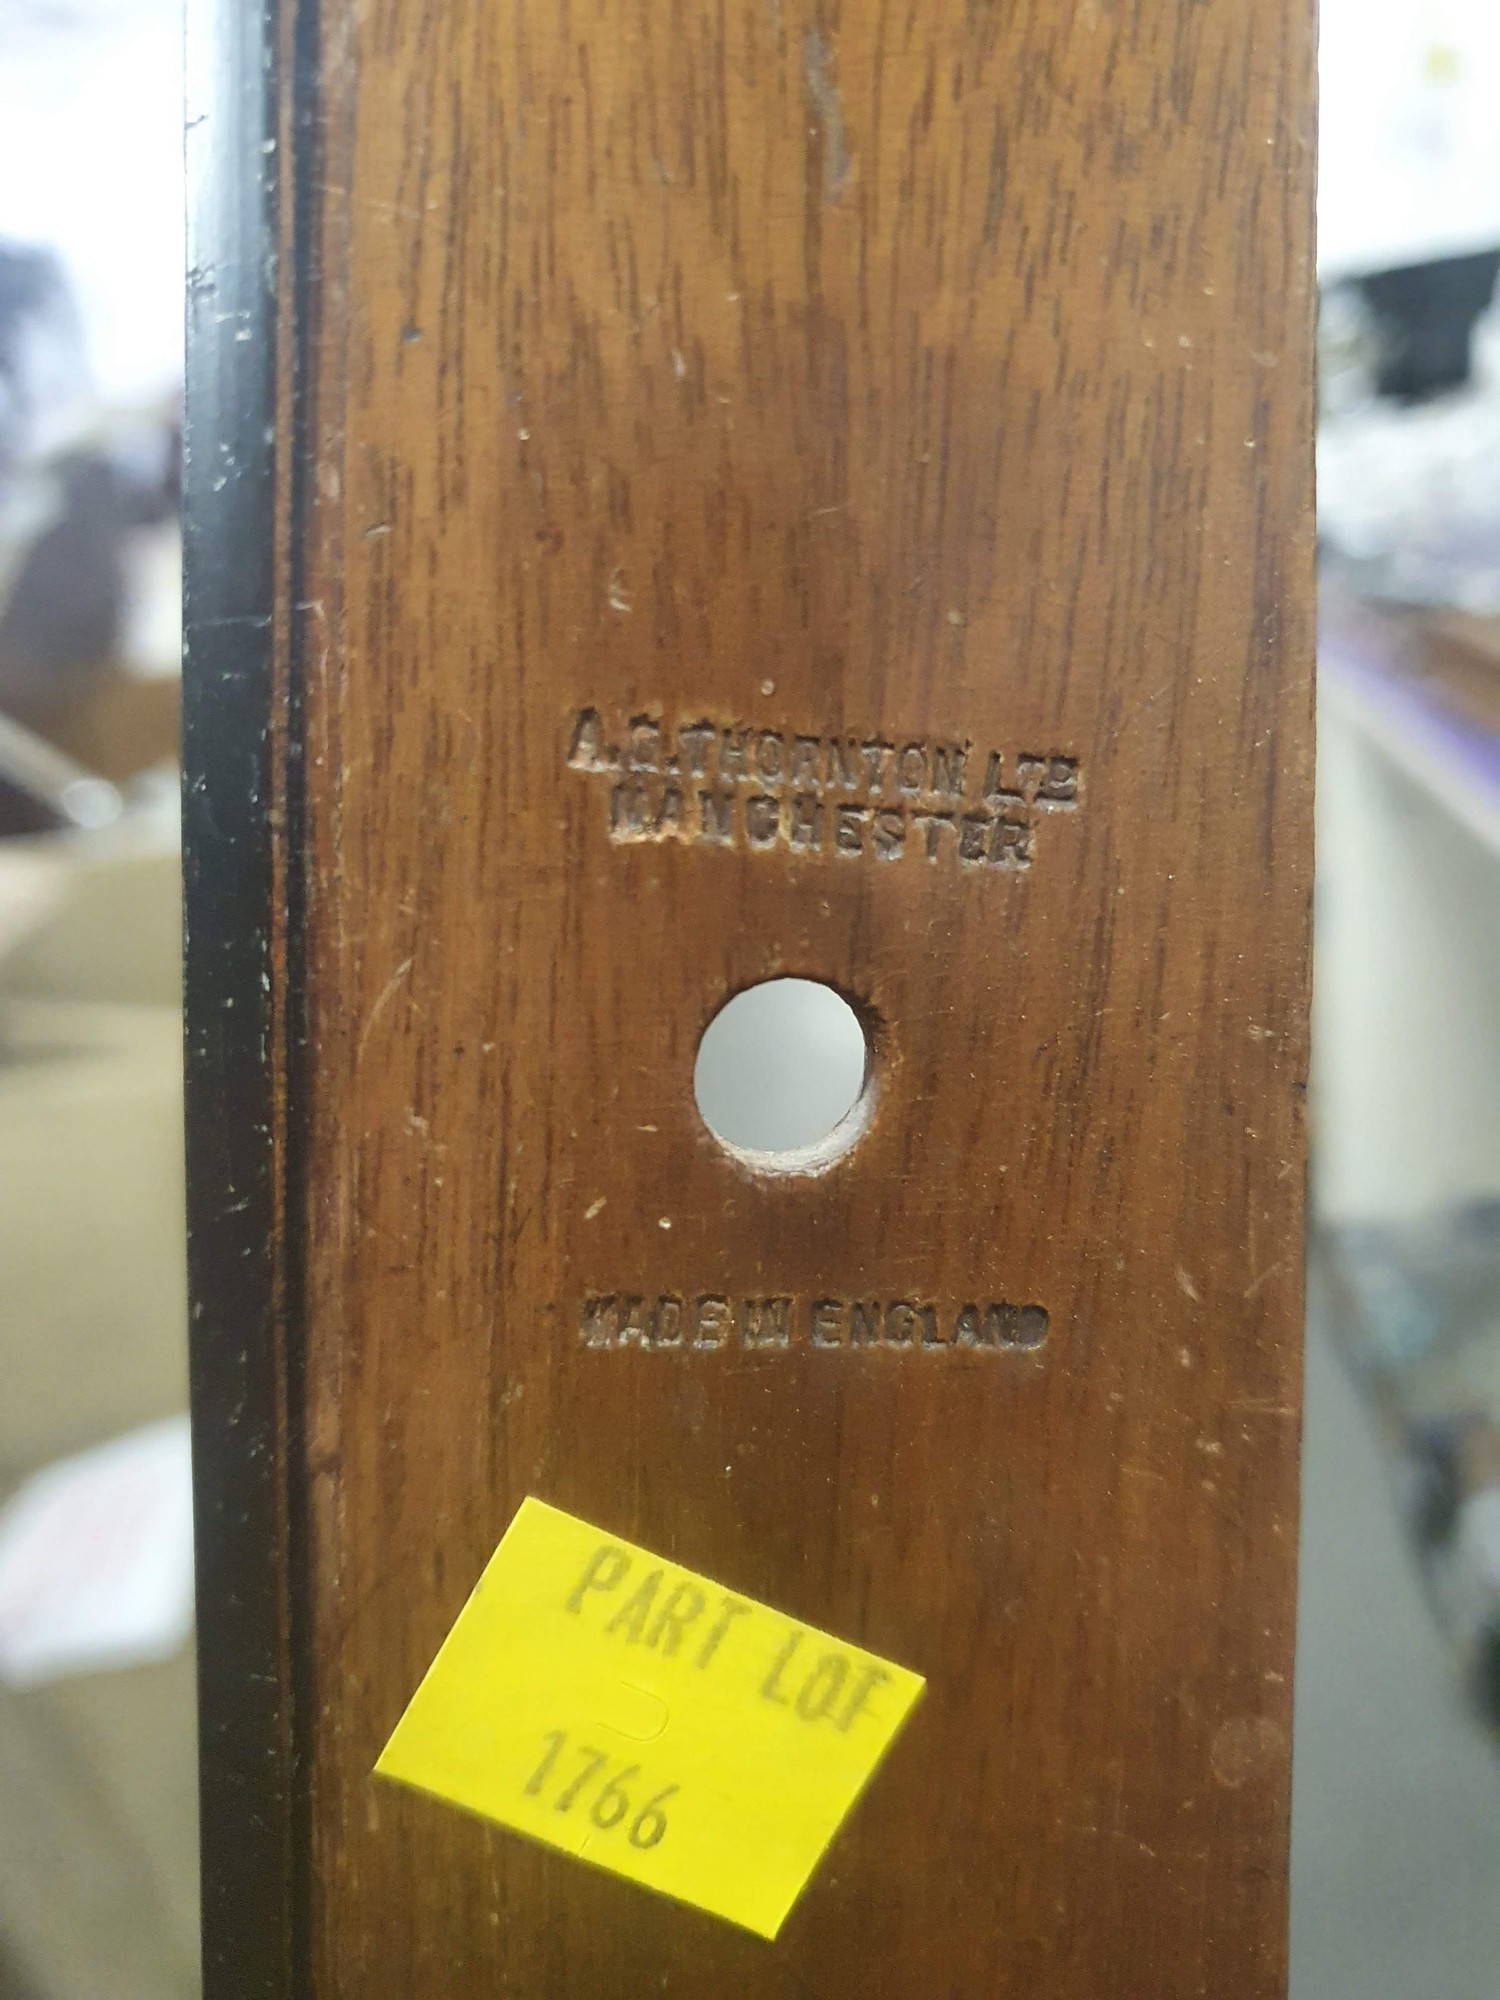 A.G. THORNTON LTD
MANCHESTER
MADE IN ENGLAND
PART LOT
1766